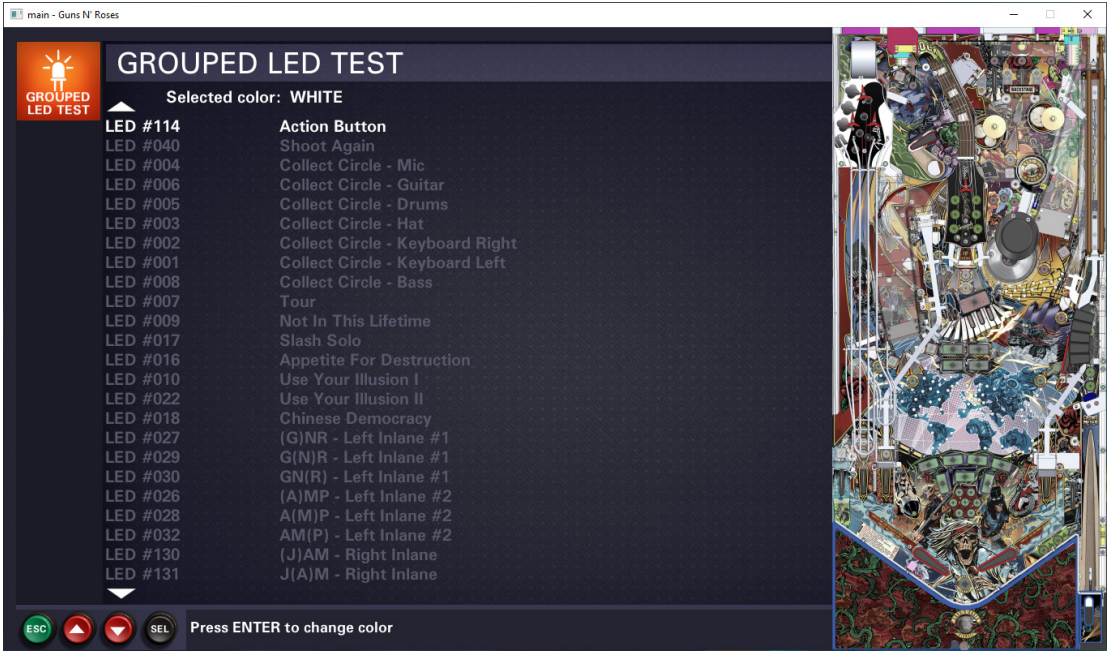 main - Guns N' Roses
GROUPED LED TEST
GROUPED
LED TEST
Selected color: WHITE
LED #114 Action Button
LED #040 Shoot Again
LED #004 Collect Circle - Mic
LED #006 Collect Circle - Guitar
LED #005 Collect Circle - Drums
LED #003 Collect Circle - Hat
LED #002 Collect Circle - Keyboard Right
LED #001 Collect Circle - Keyboard Left
LED #008 Collect Circle - Bass
LED #007 Tour
LED #009 Not In This Lifetime
LED #017 Slash Solo
LED #016 Appetite For Destruction
LED #010 Use Your Illusion I
LED #022 Use Your Illusion II
LED #018 Chinese Democracy
LED #027 (G)NR - Left Inlane #1
LED #029 G(N)R - Left Inlane #1
LED #030 GN(R) - Left Inlane #1
LED #026 (A)MP - Left Inlane #2
LED #028 A(M)P - Left Inlane #2
LED #032 AM(P) - Left Inlane #2
LED #130 (J)AM - Right Inlane
LED #131 J(A)M - Right Inlane
ESC
SEL
Press ENTER to change color
BACKSTAGE